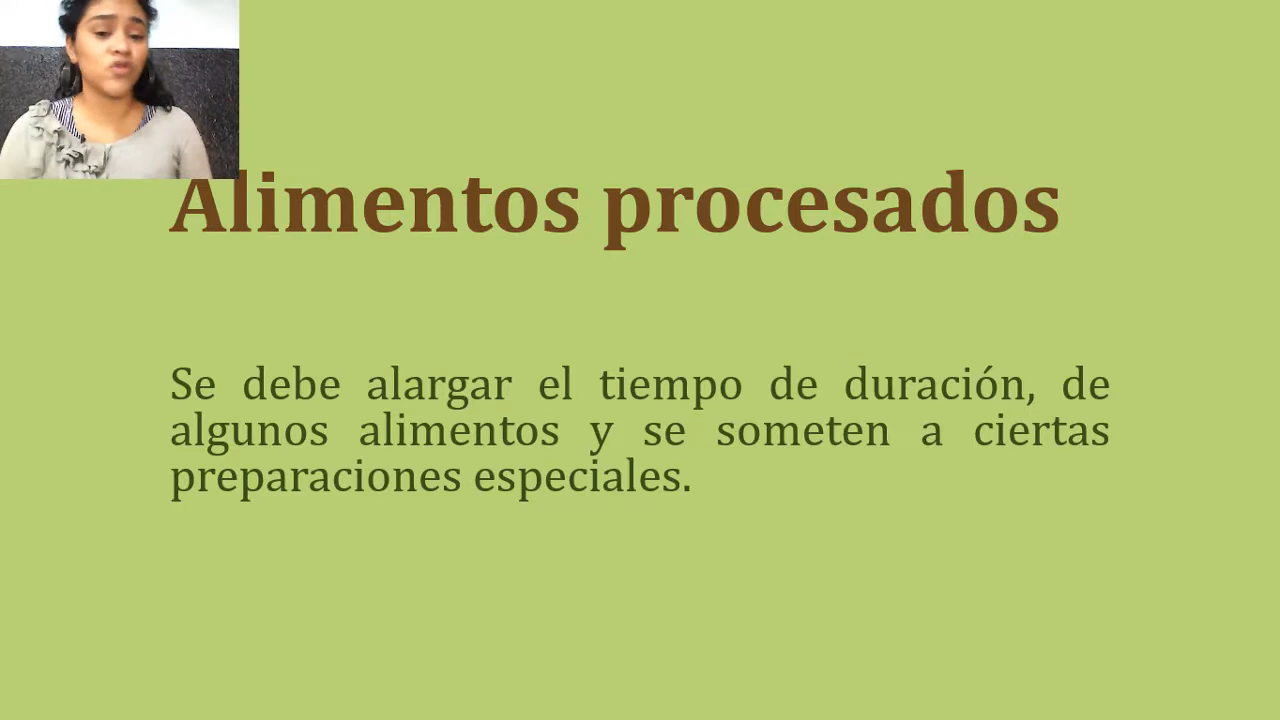 Alimentos procesados
Se debe alargar el tiempo de duración, de
algunos alimentos y se someten a ciertas
preparaciones especiales.